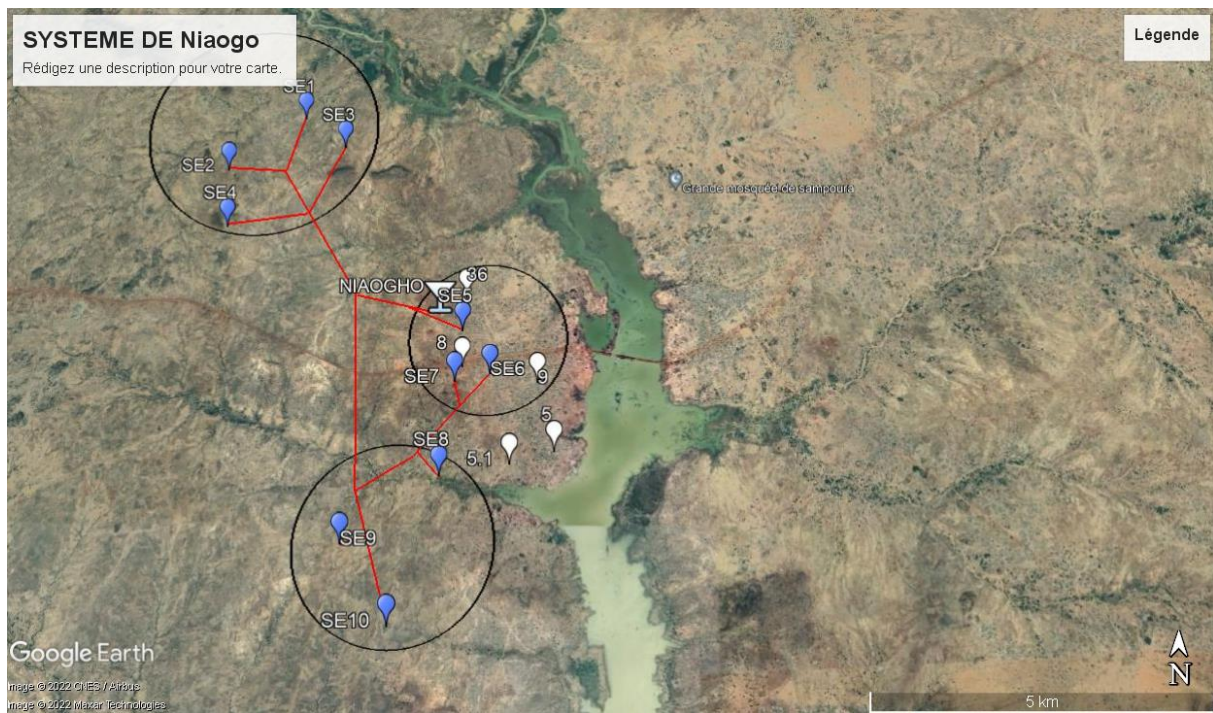 SYSTEME DE Niaogo
Rédigez une description pour votre carte.
Légende
SE1
SE3
SE2
SE4
Grande mosquée de sampoura
36
NIAOGHO
SE5
8
SE6
SE7
9
5
SE8
5,1
SE9
SE10
Google Earth
N
Image © 2022 CNES / Airbus
Image © 2022 Maxar Technologies
5 km